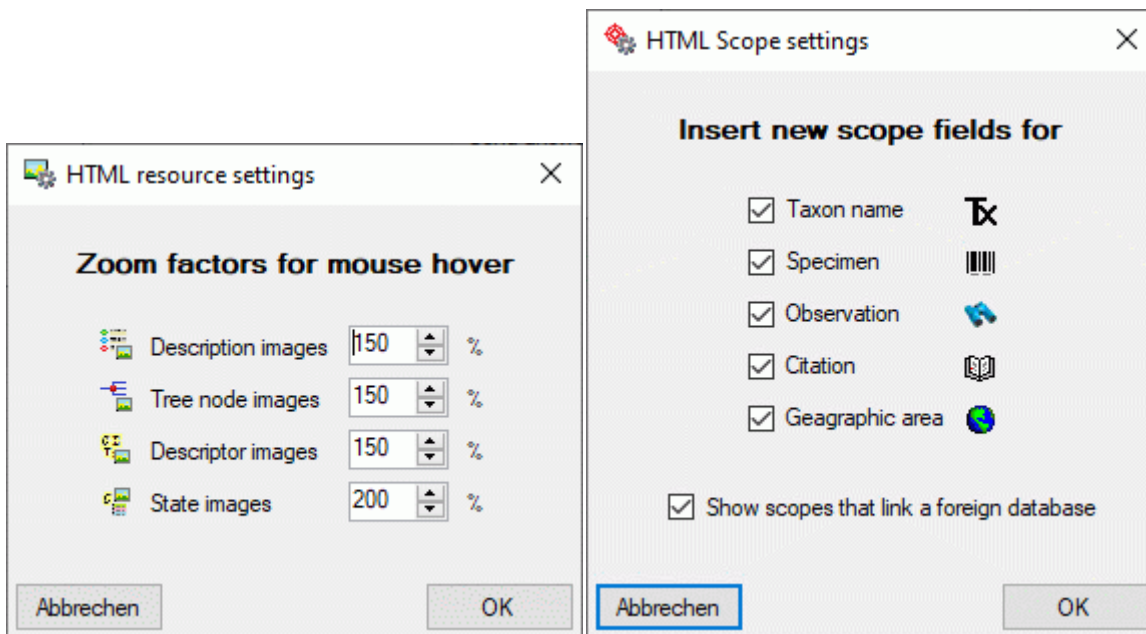 HTML resource settings
Zoom factors for mouse hover
Description images 150 %
Tree node images 150 %
Descriptor images 150 %
State images 200 %
Abbrechen OK
HTML Scope settings
Insert new scope fields for
Taxon name
Specimen
Observation
Citation
Geagraphic area
Show scopes that link a foreign database
Abbrechen OK